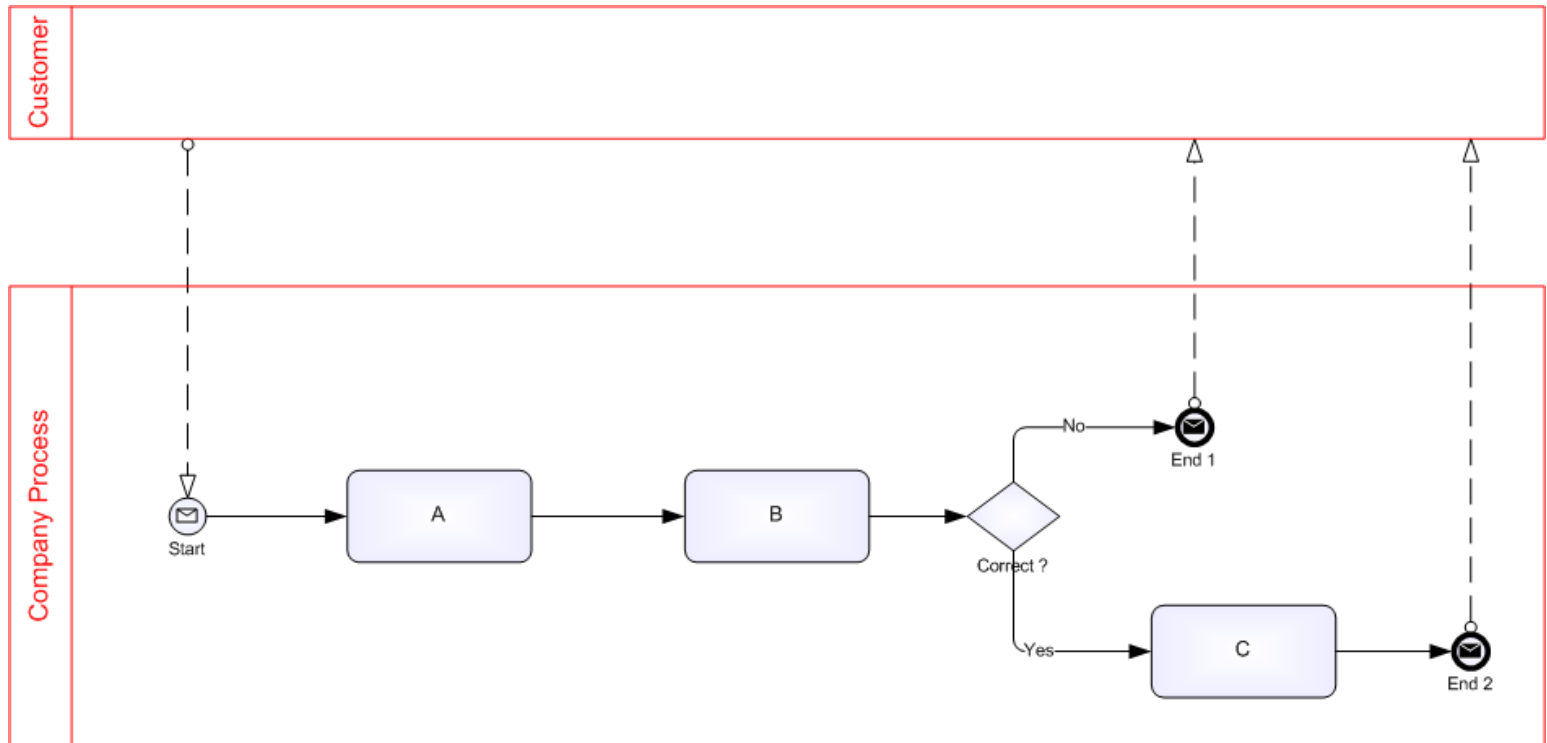 Customer
Company Process
Start
A
B
Correct ?
No
End 1
Yes
C
End 2